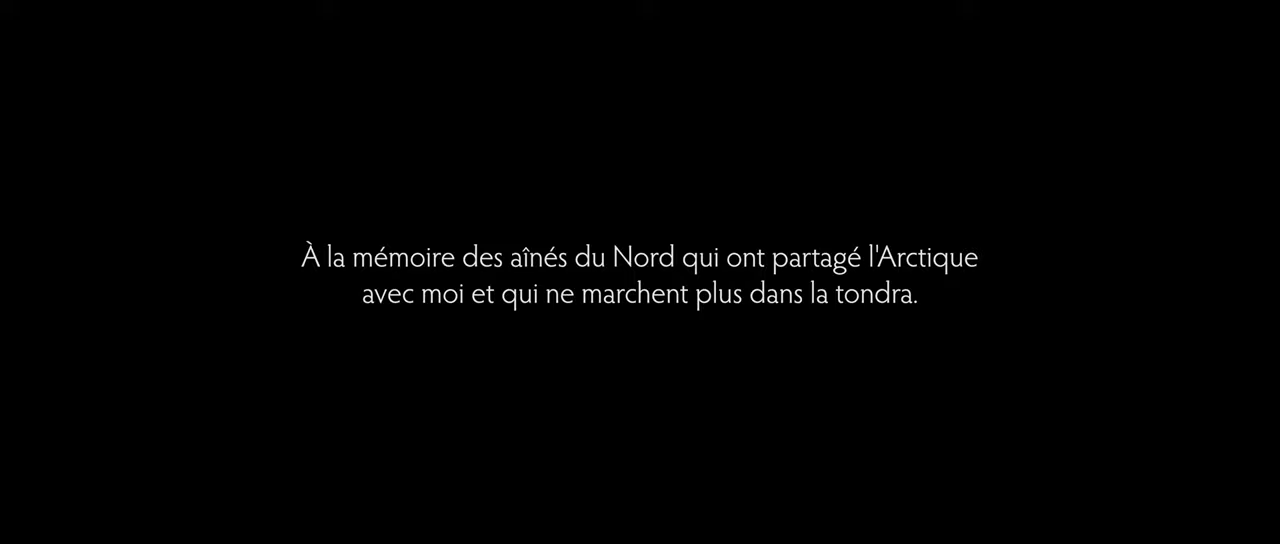 À la mémoire des aînés du Nord qui ont partagé l'Arctique
avec moi et qui ne marchent plus dans la tondra.